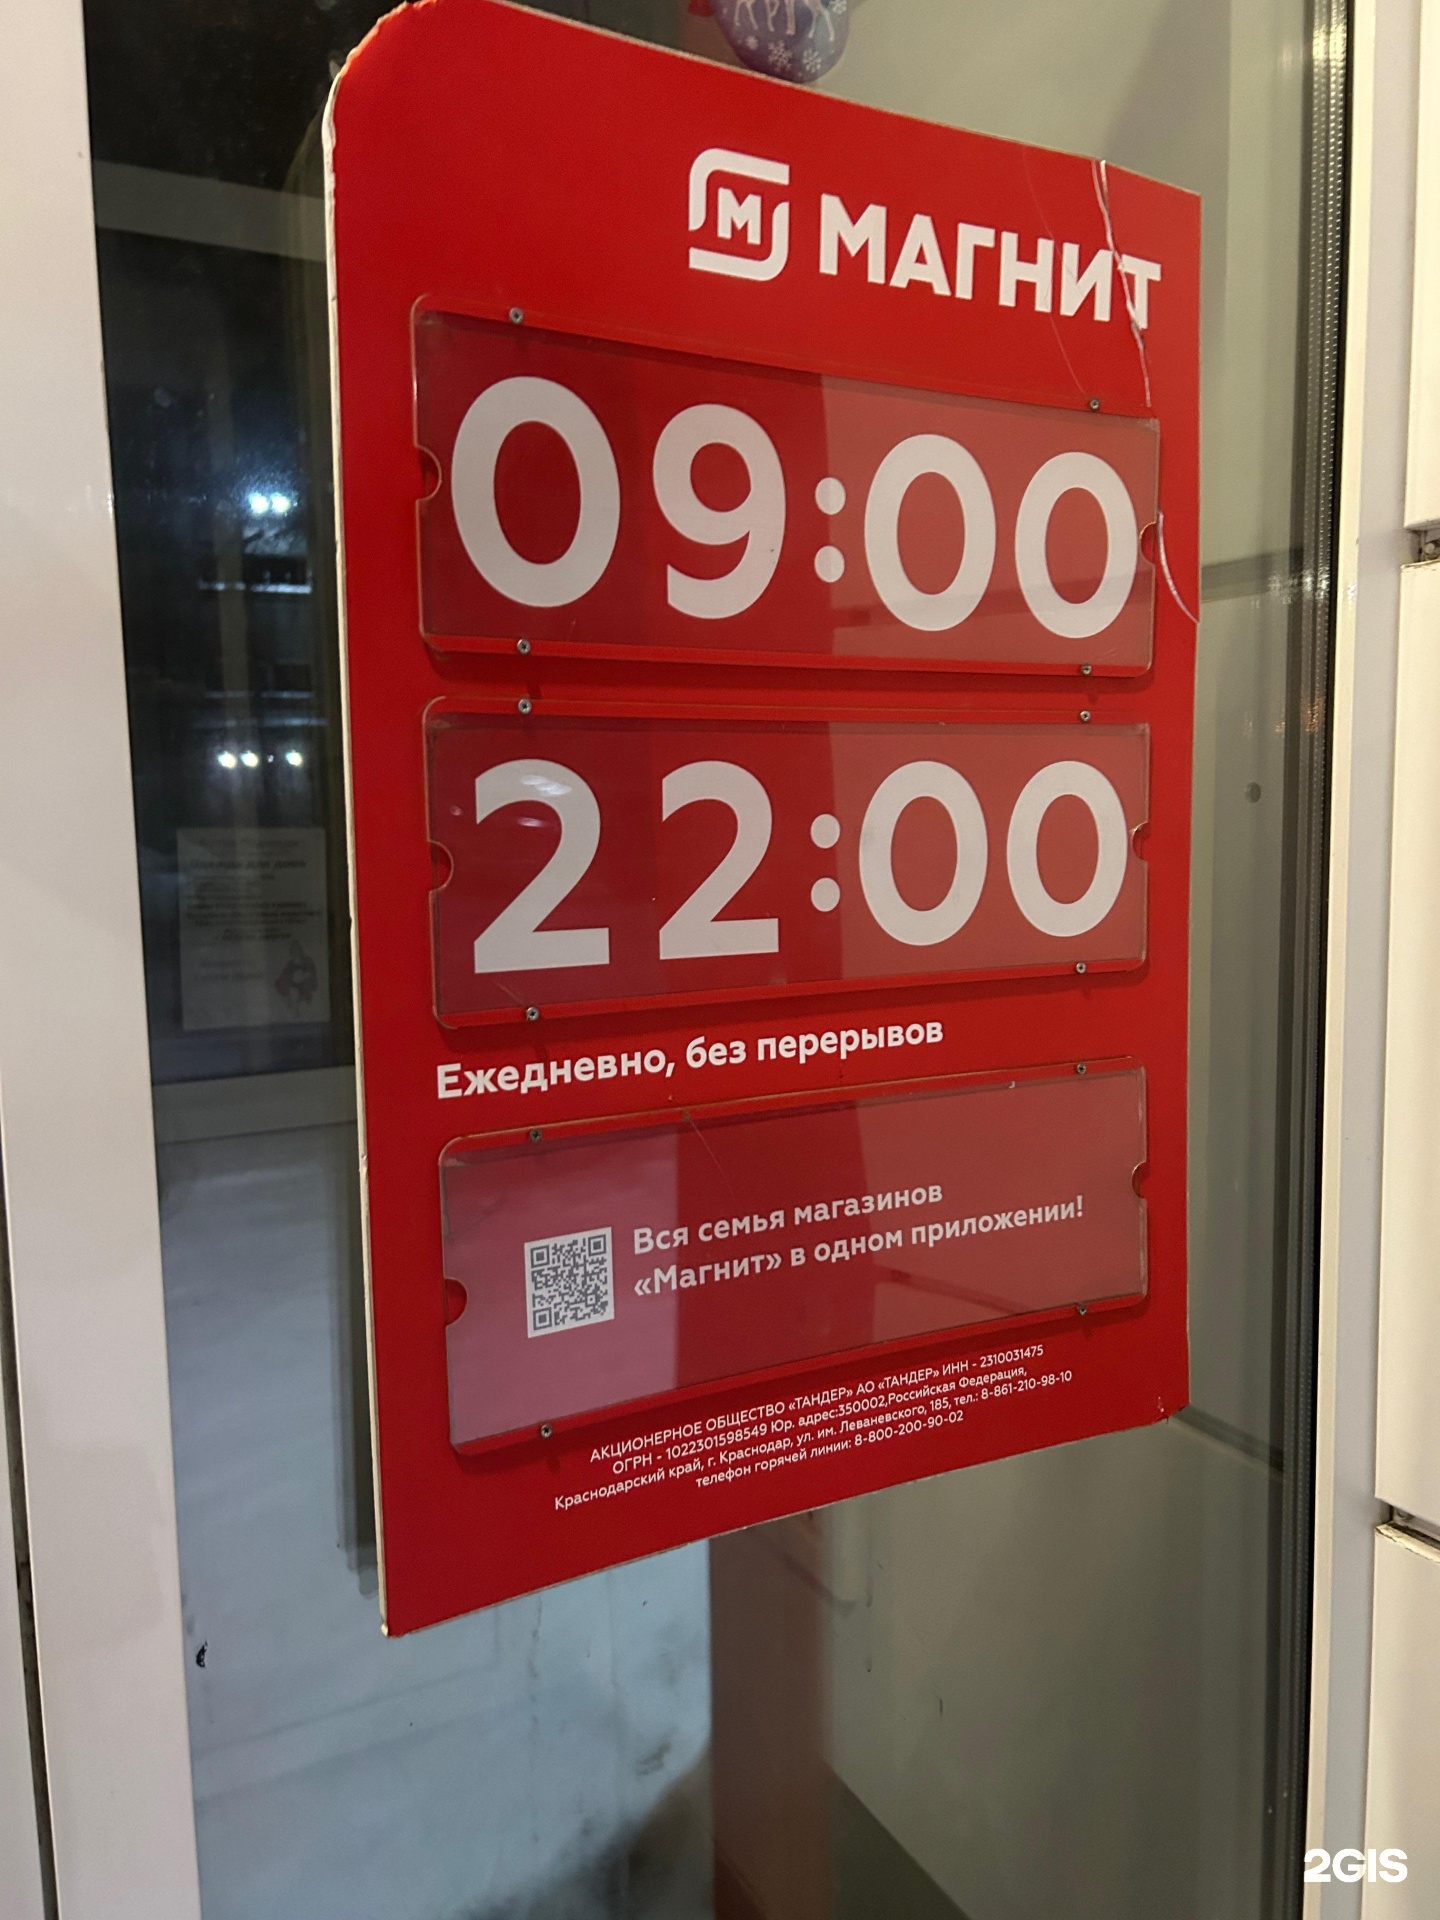 М МАГНИТ
09:00
22:00
Ежедневно, без перерывов
Вся семья магазинов
«Магнит» в одном приложении!
АКЦИОНЕРНОЕ ОБЩЕСТВО «ТАНДЕР» АО «ТАНДЕР» ИНН - 2310031475
ОГРН - 1022301598549 Юр. адрес:350002,Российская Федерация,
Краснодарский край, г. Краснодар, ул. им. Леваневского, 185, тел.: 8-861-210-98-10
телефон горячей линии: 8-800-200-90-02
2GIS